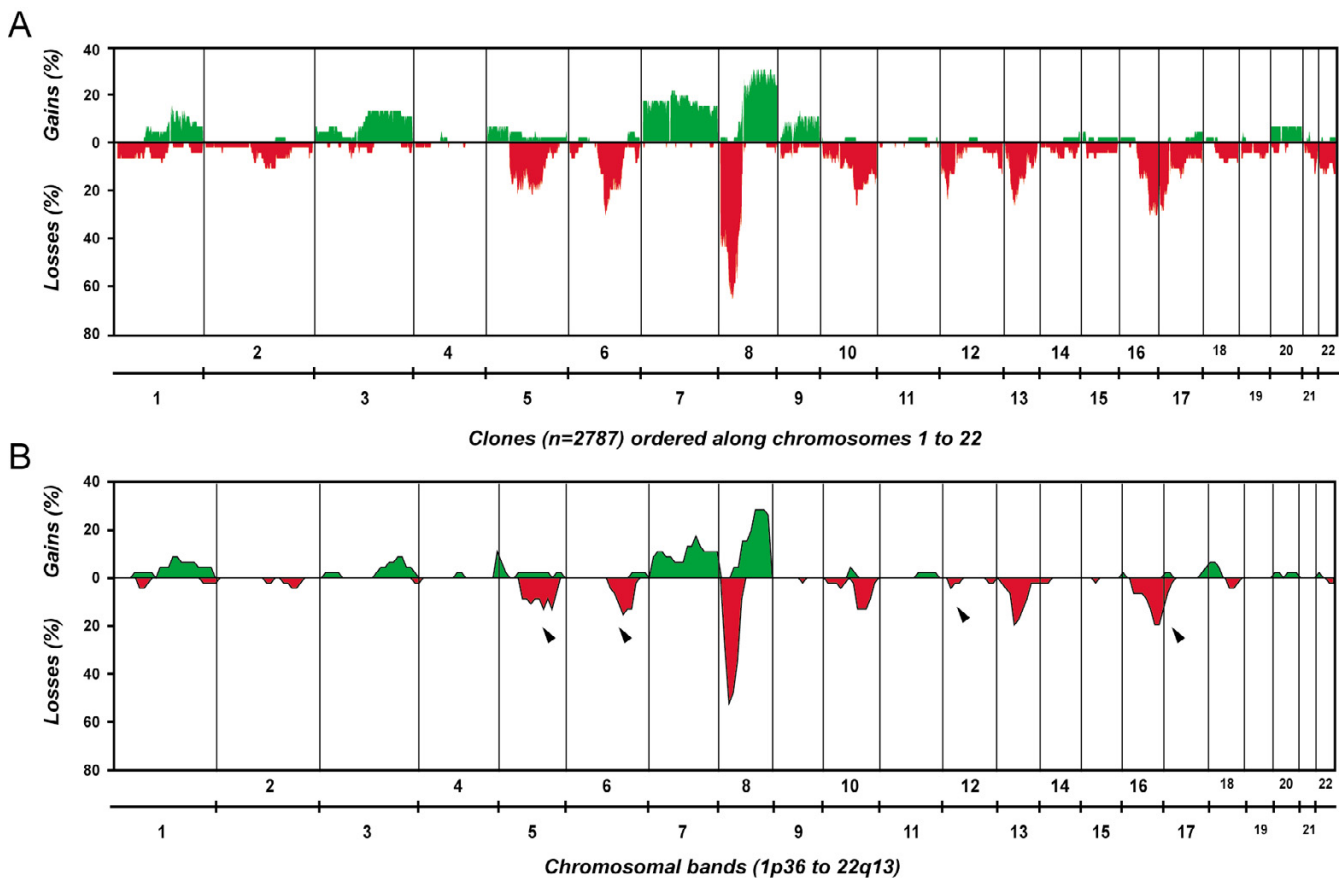 A
Gains (%)
Losses (%)
40
20
0
20
40
60
80
2 4 6 8 10 12 14 16 18 20 22
1 3 5 7 9 11 13 15 17 19 21
Clones (n=2787) ordered along chromosomes 1 to 22
B
Gains (%)
Losses (%)
40
20
0
20
40
60
80
2 4 6 8 10 12 14 16 18 20 22
1 3 5 7 9 11 13 15 17 19 21
Chromosomal bands (1p36 to 22q13)